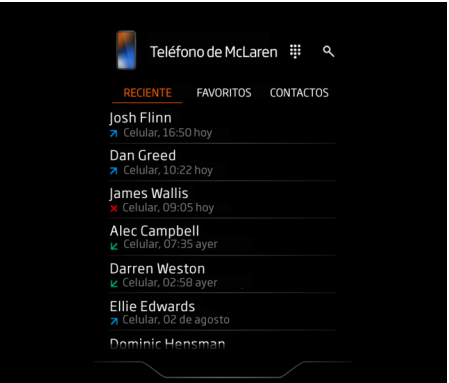 Teléfono de McLaren
RECIENTE FAVORITOS CONTACTOS
Josh Flinn
Celular, 16:50 hoy
Dan Greed
Celular, 10:22 hoy
James Wallis
Celular, 09:05 hoy
Alec Campbell
Celular, 07:35 ayer
Darren Weston
Celular, 02:58 ayer
Ellie Edwards
Celular, 02 de agosto
Dominic Hensman